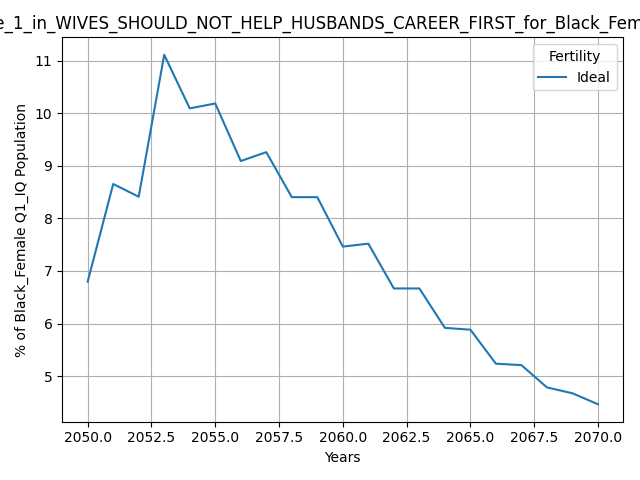 e_1_in_WIVES_SHOULD_NOT_HELP_HUSBANDS_CAREER_FIRST_for_Black_Fem
Fertility
Ideal
% of Black_Female Q1_IQ Population
11
10
9
8
7
6
5
2050.0 2052.5 2055.0 2057.5 2060.0 2062.5 2065.0 2067.5 2070.0
Years